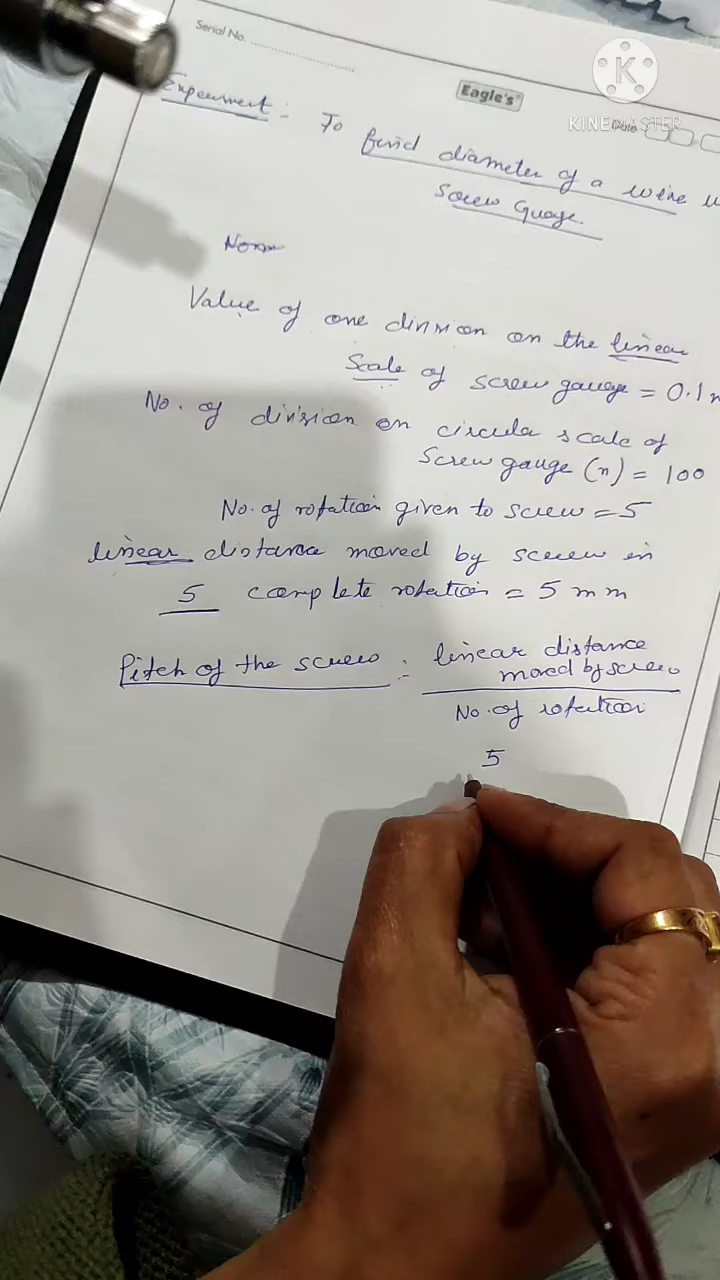 Serial No.
Eagle's
KINEMASTER
Date
Experiment :- To find diameter of a wire
Screw Guage.
Value of one division on the linear
Scale of screw gauge = 0.1
No. of division on circular scale of
Screw gauge (n) = 100
No. of rotation given to screw = 5
linear distance moved by screw in
5 complete rotation = 5 mm
Pitch of the screw :- linear distance
moved by screw
No. of rotation
5